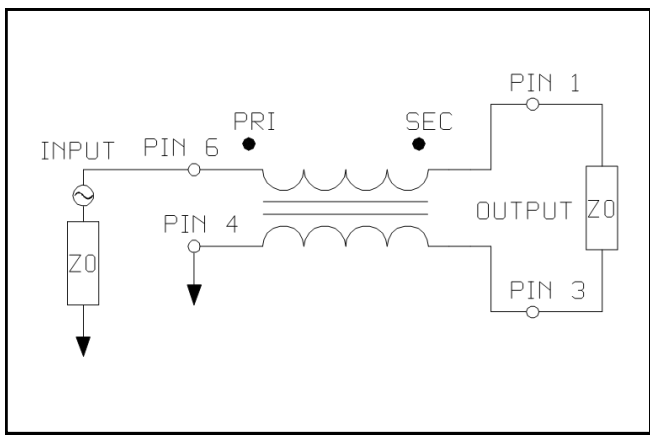 PIN 1
PRI
SEC
INPUT
PIN 6
PIN 4
OUTPUT
Z0
Z0
PIN 3